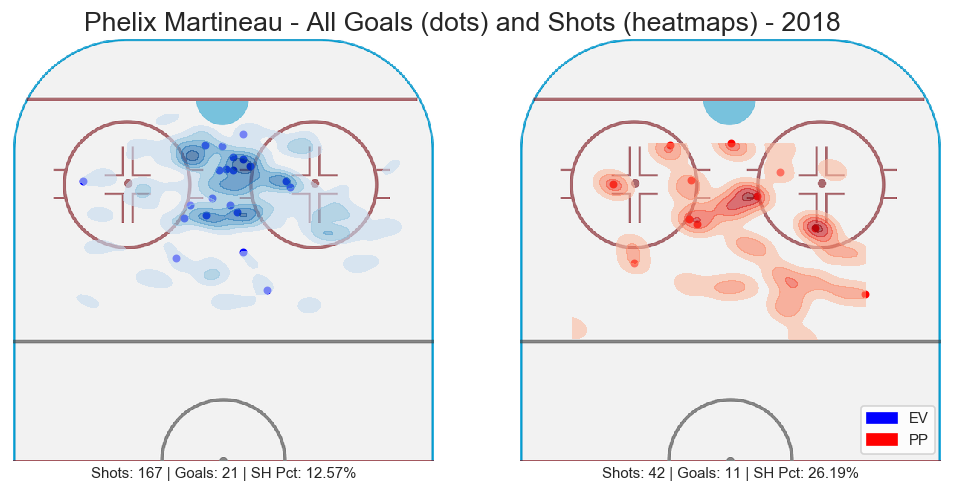 Phelix Martineau - All Goals (dots) and Shots (heatmaps) - 2018
EV
PP
Shots: 167 | Goals: 21 | SH Pct: 12.57%
Shots: 42 | Goals: 11 | SH Pct: 26.19%